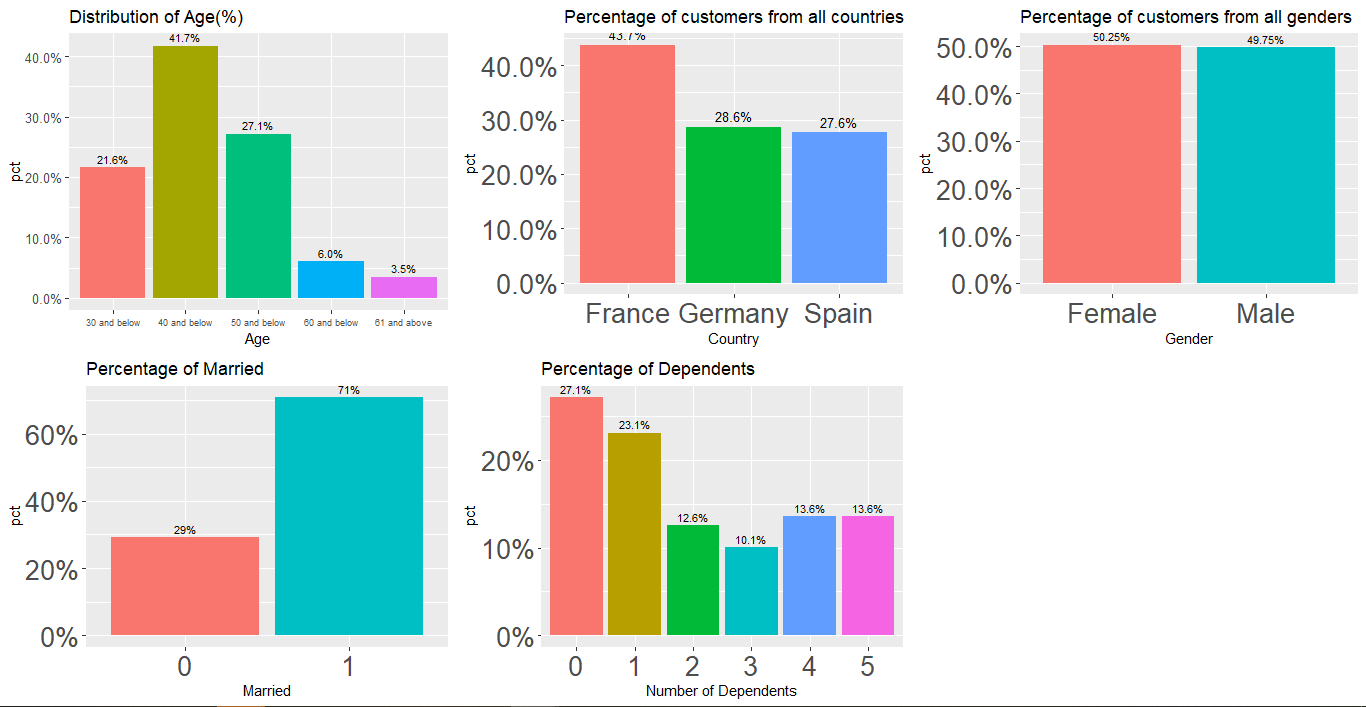 Distribution of Age(%)
41.7%
40.0%
30.0%
27.1%
21.6%
20.0%
10.0%
6.0%
3.5%
0.0%
pct
30 and below 40 and below 50 and below 60 and below 61 and above
Age
Percentage of customers from all countries
43.7%
40.0%
30.0%
28.6%
27.6%
20.0%
10.0%
0.0%
pct
France Germany Spain
Country
Percentage of customers from all genders
50.25%
49.75%
50.0%
40.0%
30.0%
20.0%
10.0%
0.0%
pct
Female Male
Gender
Percentage of Married
71%
60%
40%
29%
20%
0%
pct
0 1
Married
Percentage of Dependents
27.1%
23.1%
20%
12.6%
10.1%
13.6%
13.6%
10%
0%
pct
0 1 2 3 4 5
Number of Dependents